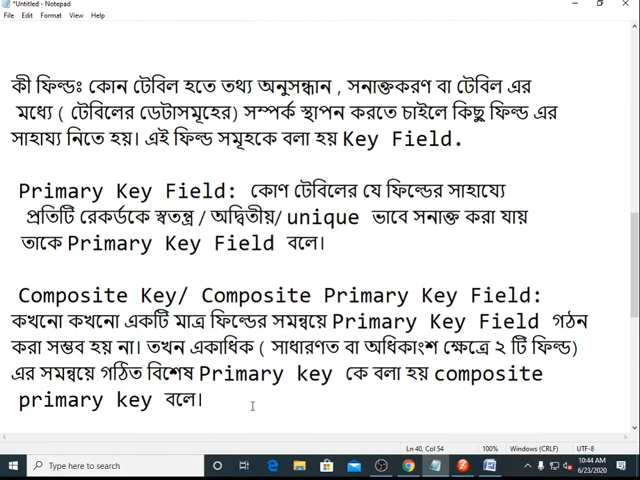 *Untitled - Notepad
File Edit Format View Help
কী ফিল্ডঃ কোন টেবিল হতে তথ্য অনুসন্ধান , সনাক্তকরণ বা টেবিল এর
মধ্যে ( টেবিলের ডেটাসমূহের) সম্পর্ক স্থাপন করতে চাইলে কিছু ফিল্ড এর
সাহায্য নিতে হয়। এই ফিল্ড সমূহকে বলা হয় Key Field.
Primary Key Field: কোণ টেবিলের যে ফিল্ডের সাহায্যে
প্রতিটি রেকর্ডকে স্বতন্ত্র / অদ্বিতীয়/ unique ভাবে সনাক্ত করা যায়
তাকে Primary Key Field বলে।
Composite Key/ Composite Primary Key Field:
কখনো কখনো একটি মাত্র ফিল্ডের সমন্বয়ে Primary Key Field গঠন
করা সম্ভব হয় না। তখন একাধিক ( সাধারণত বা অধিকাংশ ক্ষেত্রে ২ টি ফিল্ড)
এর সমন্বয়ে গঠিত বিশেষ Primary key কে বলা হয় composite
primary key বলে।
Ln 40, Col 54 100% Windows (CRLF) UTF-8
Type here to search
10:44 AM
6/23/2020